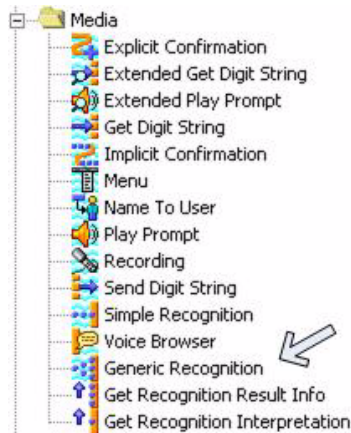 Media
Explicit Confirmation
Extended Get Digit String
Extended Play Prompt
Get Digit String
Implicit Confirmation
Menu
Name To User
Play Prompt
Recording
Send Digit String
Simple Recognition
Voice Browser
Generic Recognition
Get Recognition Result Info
Get Recognition Interpretation